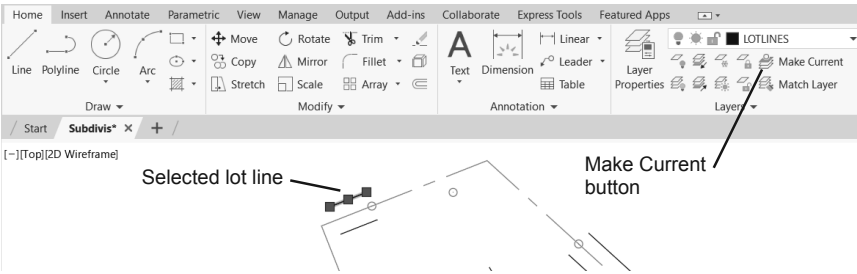 Home Insert Annotate Parametric View Manage Output Add-ins Collaborate Express Tools Featured Apps
Line Polyline Circle Arc Move Rotate Trim Text Dimension Linear Layer Properties LOTLINES
Copy Mirror Fillet Leader Make Current
Stretch Scale Array Table Match Layer
Draw Modify Annotation Layers
Start Subdivis*
[−][Top][2D Wireframe]
Selected lot line
Make Current
button